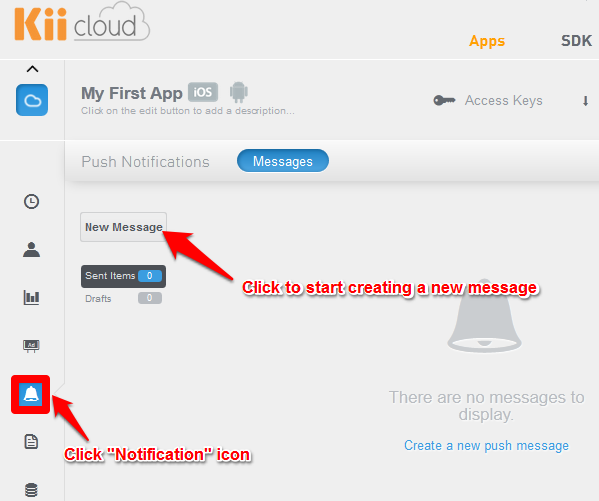 Kii cloud
Apps SDK
My First App iOS
Click on the edit button to add a description...
Access Keys
Push Notifications Messages
New Message
Sent Items 0
Drafts 0
Click to start creating a new message
Ad
There are no messages to
display.
Click "Notification" icon
Create a new push message